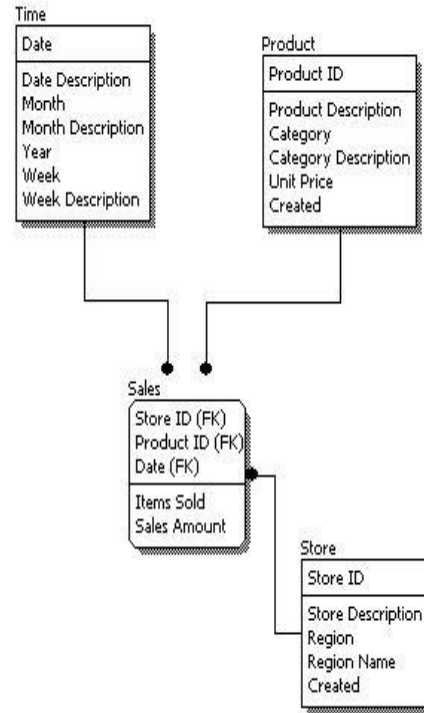 Time
Date
Date Description
Month
Month Description
Year
Week
Week Description
Product
Product ID
Product Description
Category
Category Description
Unit Price
Created
Sales
Store ID (FK)
Product ID (FK)
Date (FK)
Items Sold
Sales Amount
Store
Store ID
Store Description
Region
Region Name
Created